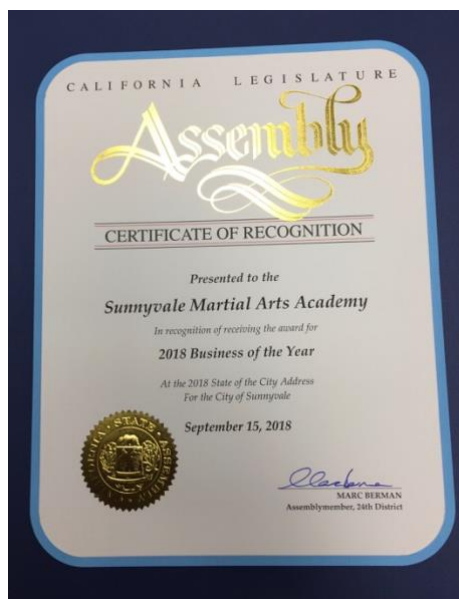 CALIFORNIA LEGISLATURE
Assembly
CERTIFICATE OF RECOGNITION
Presented to the
Sunnyvale Martial Arts Academy
In recognition of receiving the award for
2018 Business of the Year
At the 2018 State of the City Address
For the City of Sunnyvale
September 15, 2018
STATE ASSEMB
MARC BERMAN
Assemblymember, 24th District